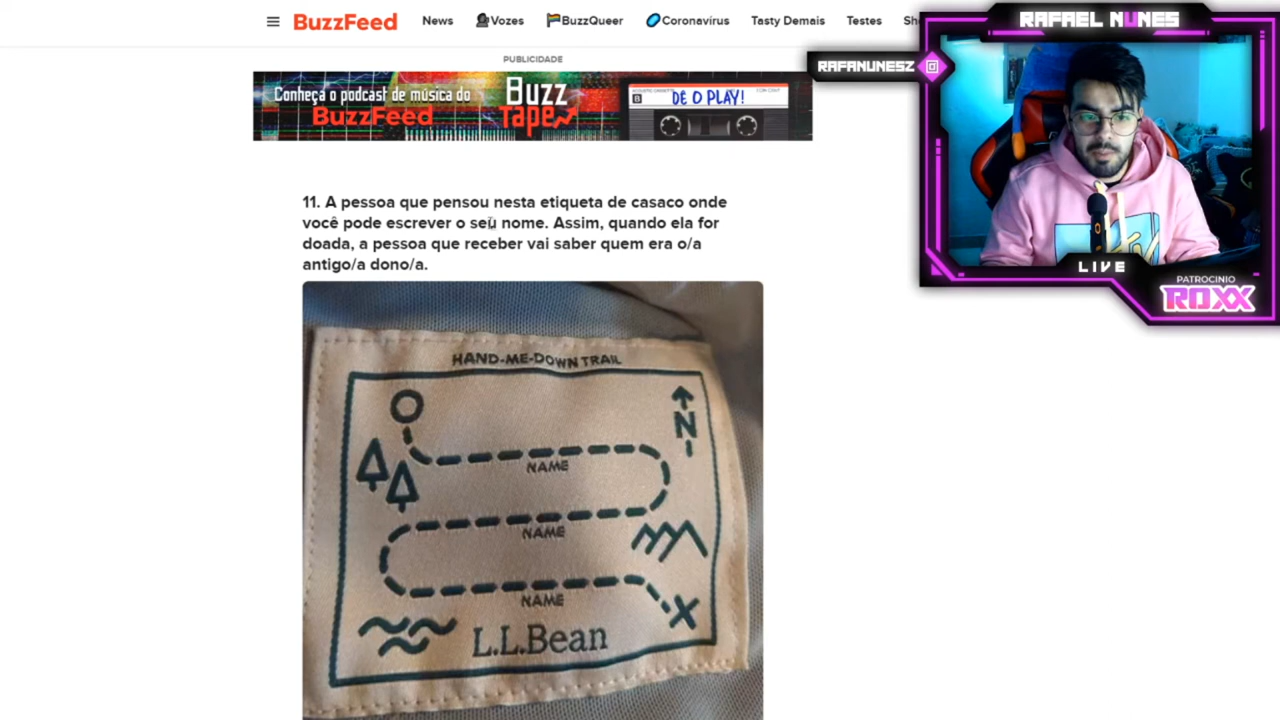 BuzzFeed
News
Vozes
BuzzQueer
Coronavírus
Tasty Demais
Testes
RAFAEL NUNES
RAFANUNESZ
PUBLICIDADE
Conheça o podcast de música do
BuzzFeed
Buzz
Tape
B
DÊ O PLAY!
11. A pessoa que pensou nesta etiqueta de casaco onde
você pode escrever o seu nome. Assim, quando ela for
doada, a pessoa que receber vai saber quem era o/a
antigo/a dono/a.
LIVE
PATROCINIO
ROXX
HAND-ME-DOWN TRAIL
N
NAME
NAME
NAME
L.L.Bean
X